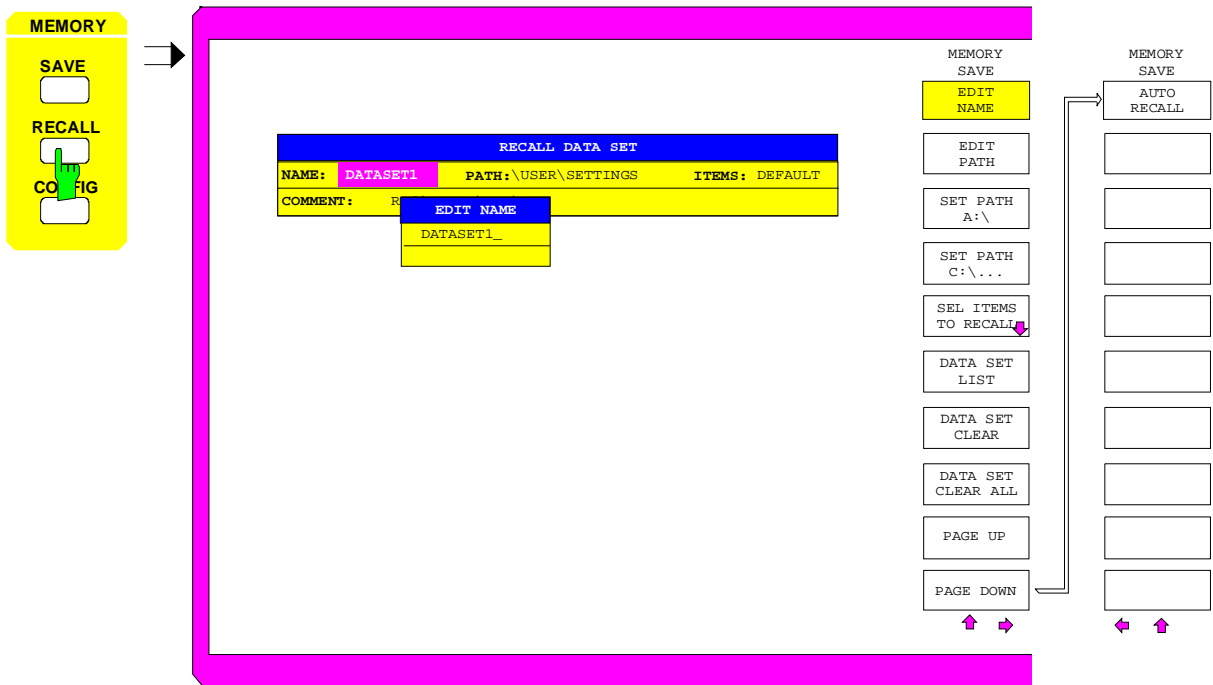 MEMORY
SAVE
RECALL
CO FIG
RECALL DATA SET
NAME: DATASET1 PATH:\USER\SETTINGS ITEMS: DEFAULT
COMMENT:
EDIT NAME
DATASET1_
MEMORY
SAVE
EDIT
NAME
EDIT
PATH
SET PATH
A:\
SET PATH
C:\...
SEL ITEMS
TO RECALL
DATA SET
LIST
DATA SET
CLEAR
DATA SET
CLEAR ALL
PAGE UP
PAGE DOWN
MEMORY
SAVE
AUTO
RECALL